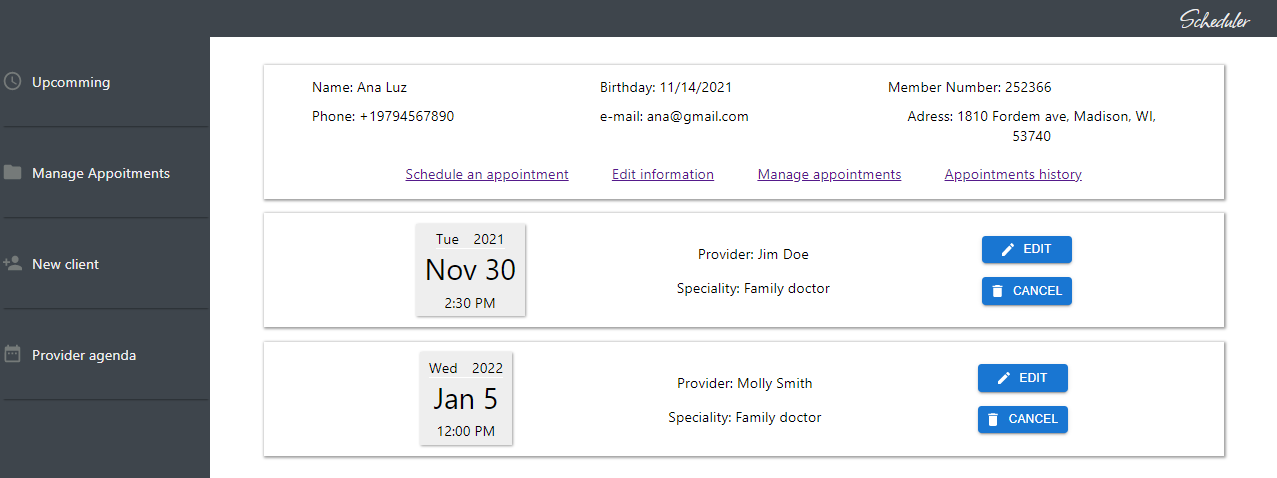 Scheduler
Upcomming
Manage Appoitments
New client
Provider agenda
Name: Ana Luz
Birthday: 11/14/2021
Member Number: 252366
Phone: +19794567890
e-mail: ana@gmail.com
Adress: 1810 Fordem ave, Madison, WI,
53740
Schedule an appointment
Edit information
Manage appointments
Appointments history
Tue 2021
Nov 30
2:30 PM
Provider: Jim Doe
Speciality: Family doctor
EDIT
CANCEL
Wed 2022
Jan 5
12:00 PM
Provider: Molly Smith
Speciality: Family doctor
EDIT
CANCEL